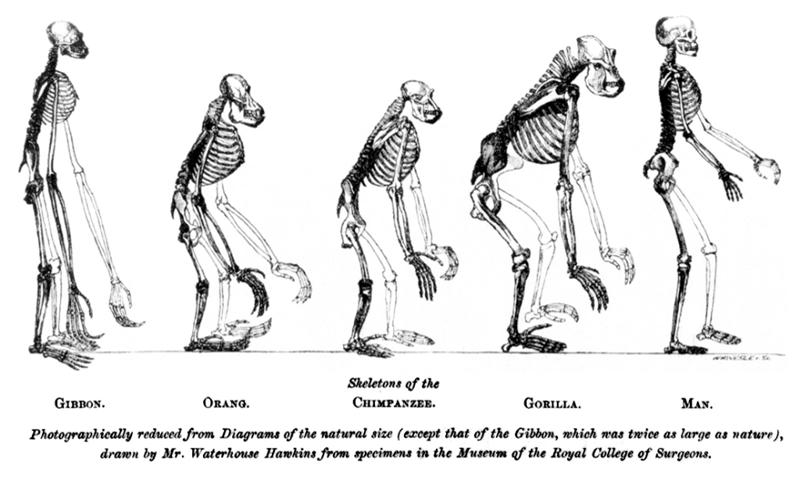 Skeletons of the
GIBBON. ORANG. CHIMPANZEE. GORILLA. MAN.
Photographically reduced from Diagrams of the natural size (except that of the Gibbon, which was twice as large as nature),
drawn by Mr. Waterhouse Hawkins from specimens in the Museum of the Royal College of Surgeons.